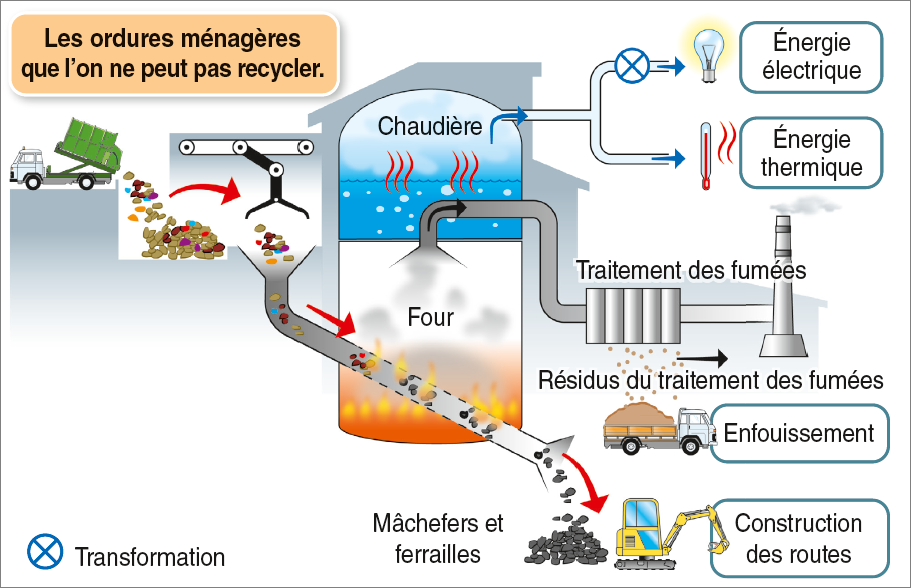 Les ordures ménagères
que l'on ne peut pas recycler.
Énergie
électrique
Chaudière
Énergie
thermique
Traitement des fumées
Four
Résidus du traitement des fumées
Enfouissement
Mâchefers et
ferrailles
Construction
des routes
Transformation